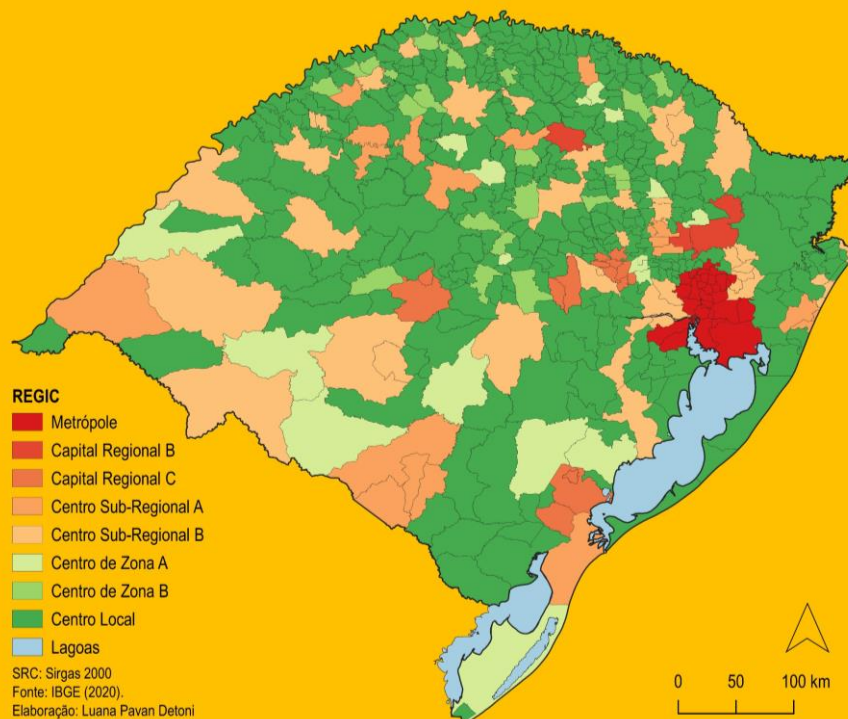 REGIC
Metrópole
Capital Regional B
Capital Regional C
Centro Sub-Regional A
Centro Sub-Regional B
Centro de Zona A
Centro de Zona B
Centro Local
Lagoas
SRC: Sirgas 2000
Fonte: IBGE (2020).
Elaboração: Luana Pavan Detoni
0 50 100 km